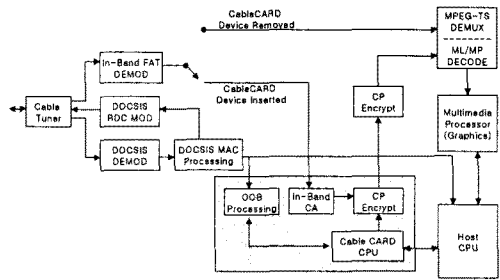 CableCARD
Device Removed
MPEG-TS
DEMUX
ML/MP
DECODE
In-Band FAT
DEMOD
CableCARD
Device Inserted
Cable
Tuner
DOCSIS
RDC MOD
CP
Encrypt
Multimedia
Processor
(Graphics)
DOCSIS
DEMOD
DOCSIS MAC
Processing
OOB
Processing
In-Band
CA
CP
Encrypt
Cable CARD
CPU
Host
CPU